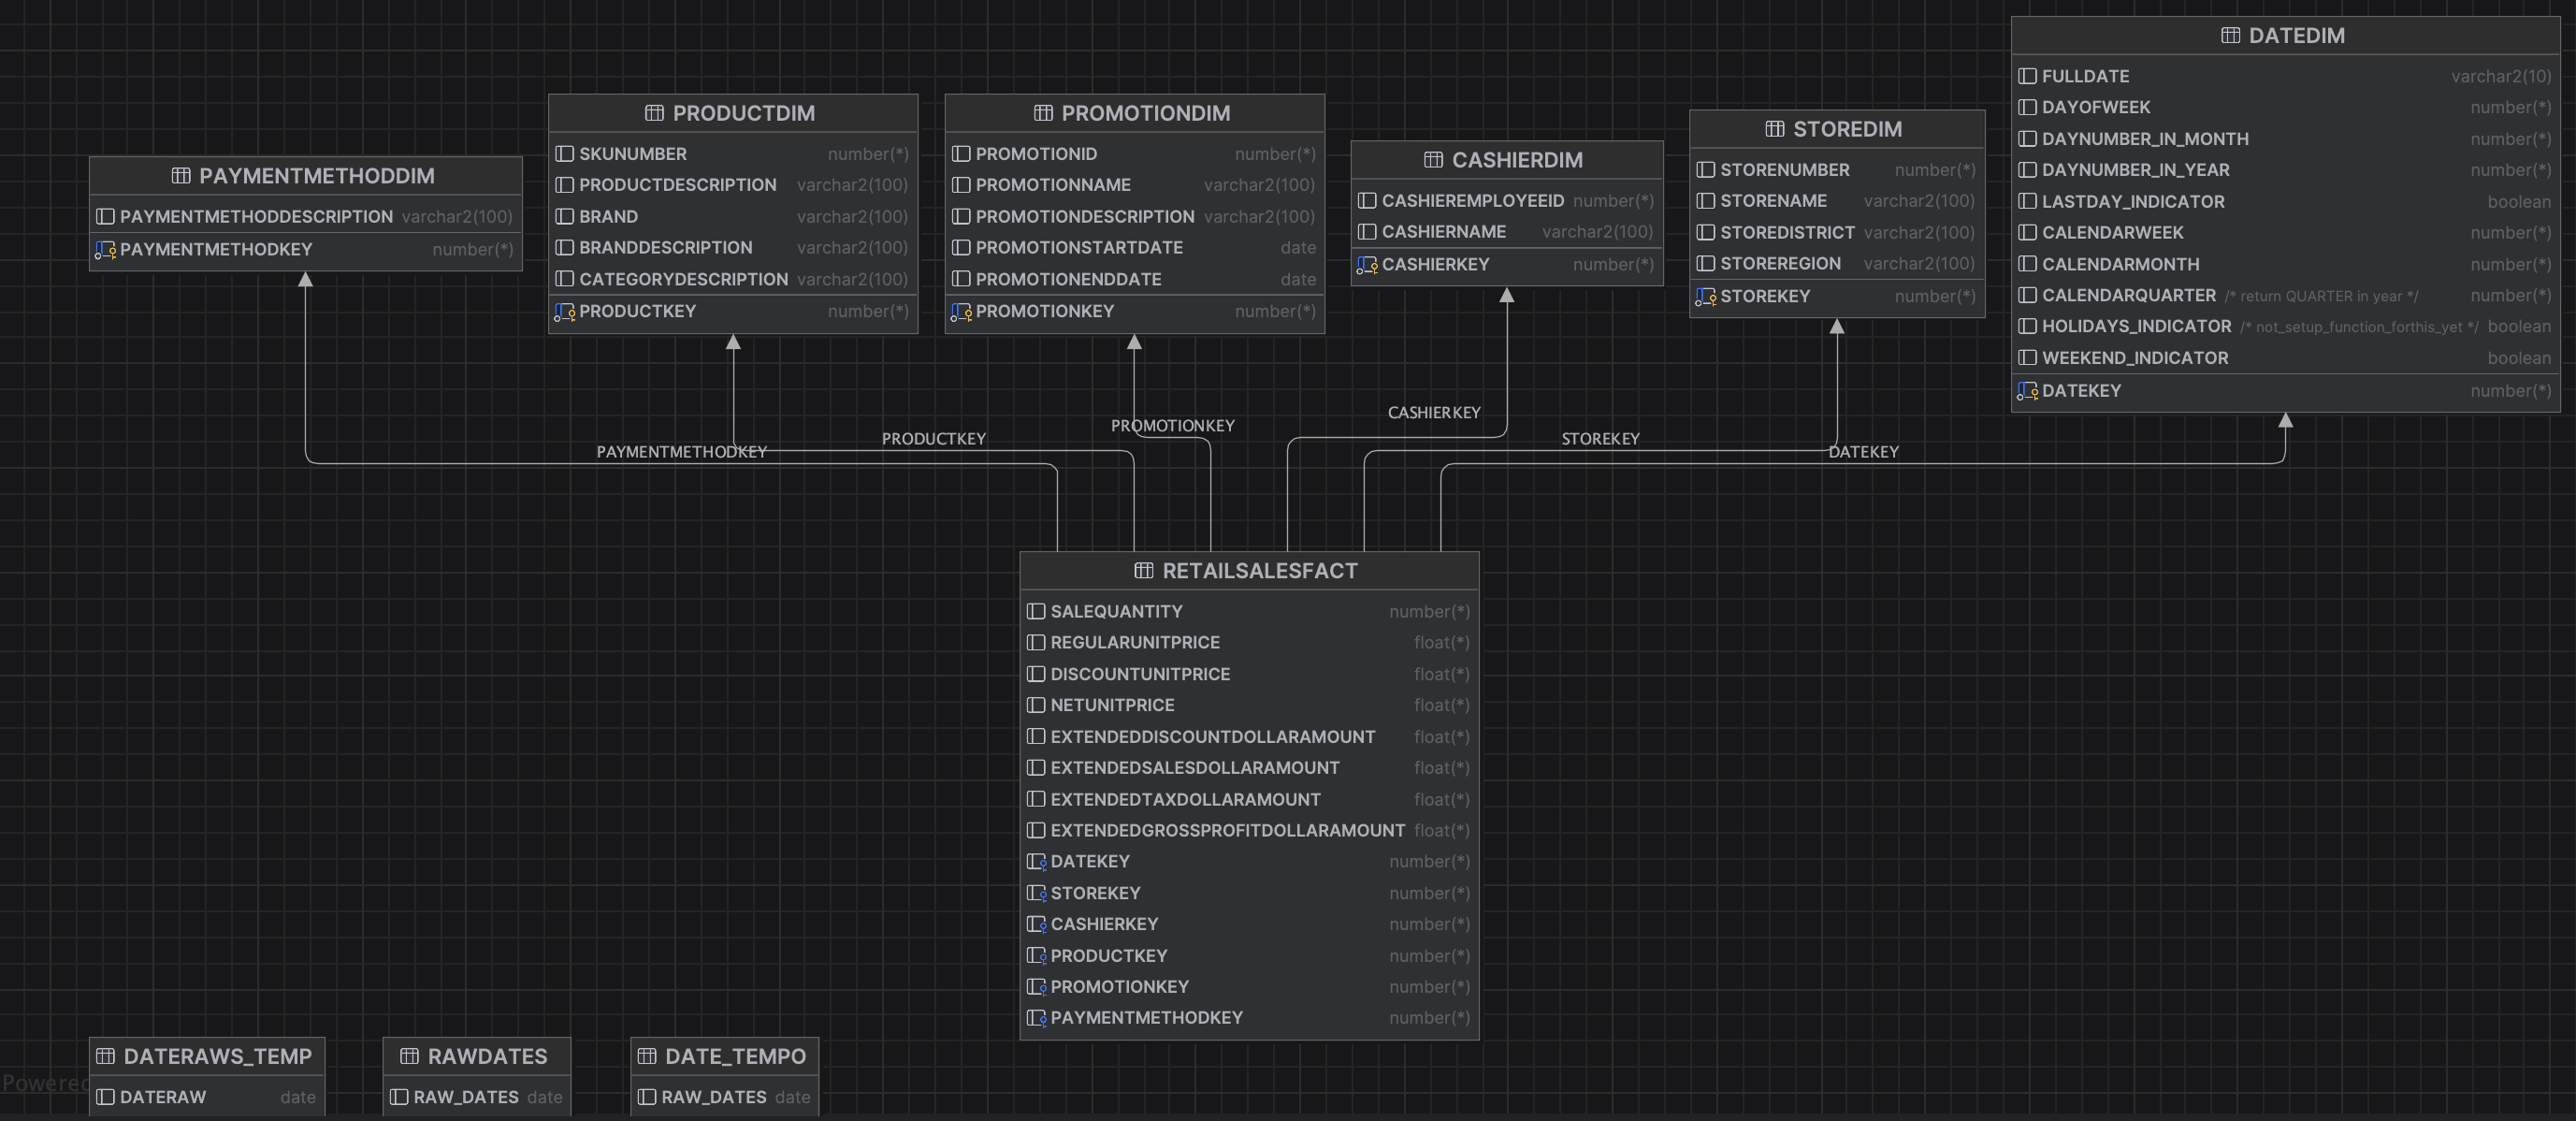 DATEDIM
FULLDATE varchar2(10)
DAYOFWEEK number(*)
DAYNUMBER_IN_MONTH number(*)
DAYNUMBER_IN_YEAR number(*)
LASTDAY_INDICATOR boolean
CALENDARWEEK number(*)
CALENDARMONTH number(*)
CALENDARQUARTER /* return QUARTER in year */ number(*)
HOLIDAYS_INDICATOR /* not_setup_function_forthis_yet */ boolean
WEEKEND_INDICATOR boolean
DATEKEY number(*)
PRODUCTDIM
SKUNUMBER number(*)
PRODUCTDESCRIPTION varchar2(100)
BRAND varchar2(100)
BRANDDESCRIPTION varchar2(100)
CATEGORYDESCRIPTION varchar2(100)
PRODUCTKEY number(*)
PROMOTIONDIM
PROMOTIONID number(*)
PROMOTIONNAME varchar2(100)
PROMOTIONDESCRIPTION varchar2(100)
PROMOTIONSTARTDATE date
PROMOTIONENDDATE date
PROMOTIONKEY number(*)
STOREDIM
STORENUMBER number(*)
STORENAME varchar2(100)
STOREDISTRICT varchar2(100)
STOREREGION varchar2(100)
STOREKEY number(*)
CASHIERDIM
CASHIEREMPLOYEEID number(*)
CASHIERNAME varchar2(100)
CASHIERKEY number(*)
PAYMENTMETHODDIM
PAYMENTMETHODDESCRIPTION varchar2(100)
PAYMENTMETHODKEY number(*)
CASHIERKEY
PROMOTIONKEY
PRODUCTKEY
STOREKEY
PAYMENTMETHODKEY
DATEKEY
RETAILSALESFACT
SALEQUANTITY number(*)
REGULARUNITPRICE float(*)
DISCOUNTUNITPRICE float(*)
NETUNITPRICE float(*)
EXTENDEDDISCOUNTDOLLARAMOUNT float(*)
EXTENDEDSALESDOLLARAMOUNT float(*)
EXTENDEDTAXDOLLARAMOUNT float(*)
EXTENDEDGROSSPROFITDOLLARAMOUNT float(*)
DATEKEY number(*)
STOREKEY number(*)
CASHIERKEY number(*)
PRODUCTKEY number(*)
PROMOTIONKEY number(*)
PAYMENTMETHODKEY number(*)
DATERAWS_TEMP
DATERAW date
RAWDATES
RAW_DATES date
DATE_TEMPO
RAW_DATES date
Powered